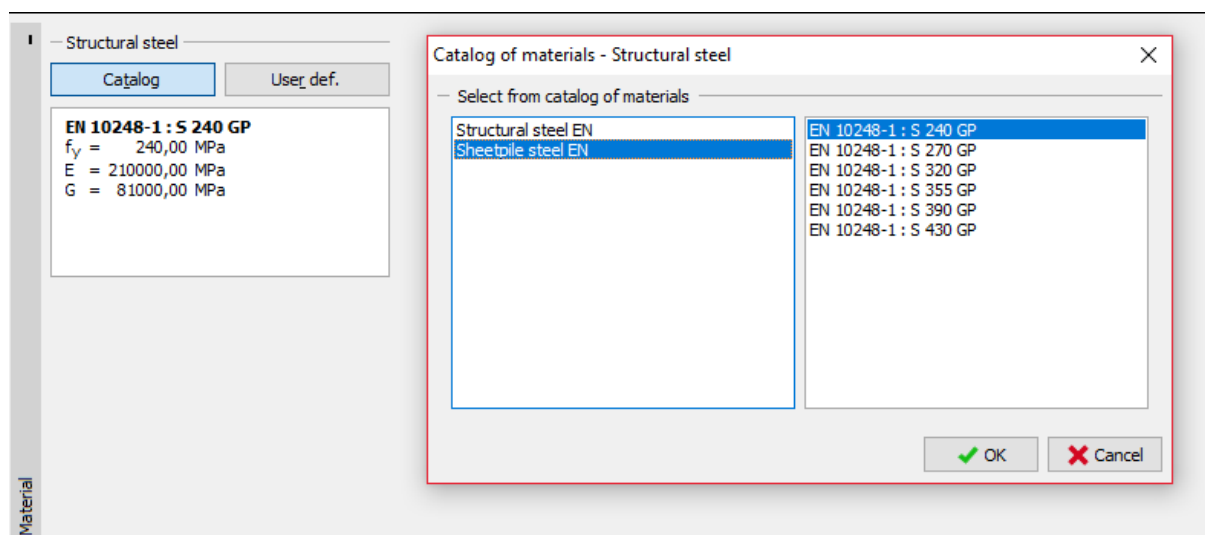 Structural steel
Catalog
User def.
EN 10248-1 : S 240 GP
fy = 240,00 MPa
E = 210000,00 MPa
G = 81000,00 MPa
Material
Catalog of materials - Structural steel
Select from catalog of materials
Structural steel EN
Sheetpile steel EN
EN 10248-1 : S 240 GP
EN 10248-1 : S 270 GP
EN 10248-1 : S 320 GP
EN 10248-1 : S 355 GP
EN 10248-1 : S 390 GP
EN 10248-1 : S 430 GP
OK
Cancel